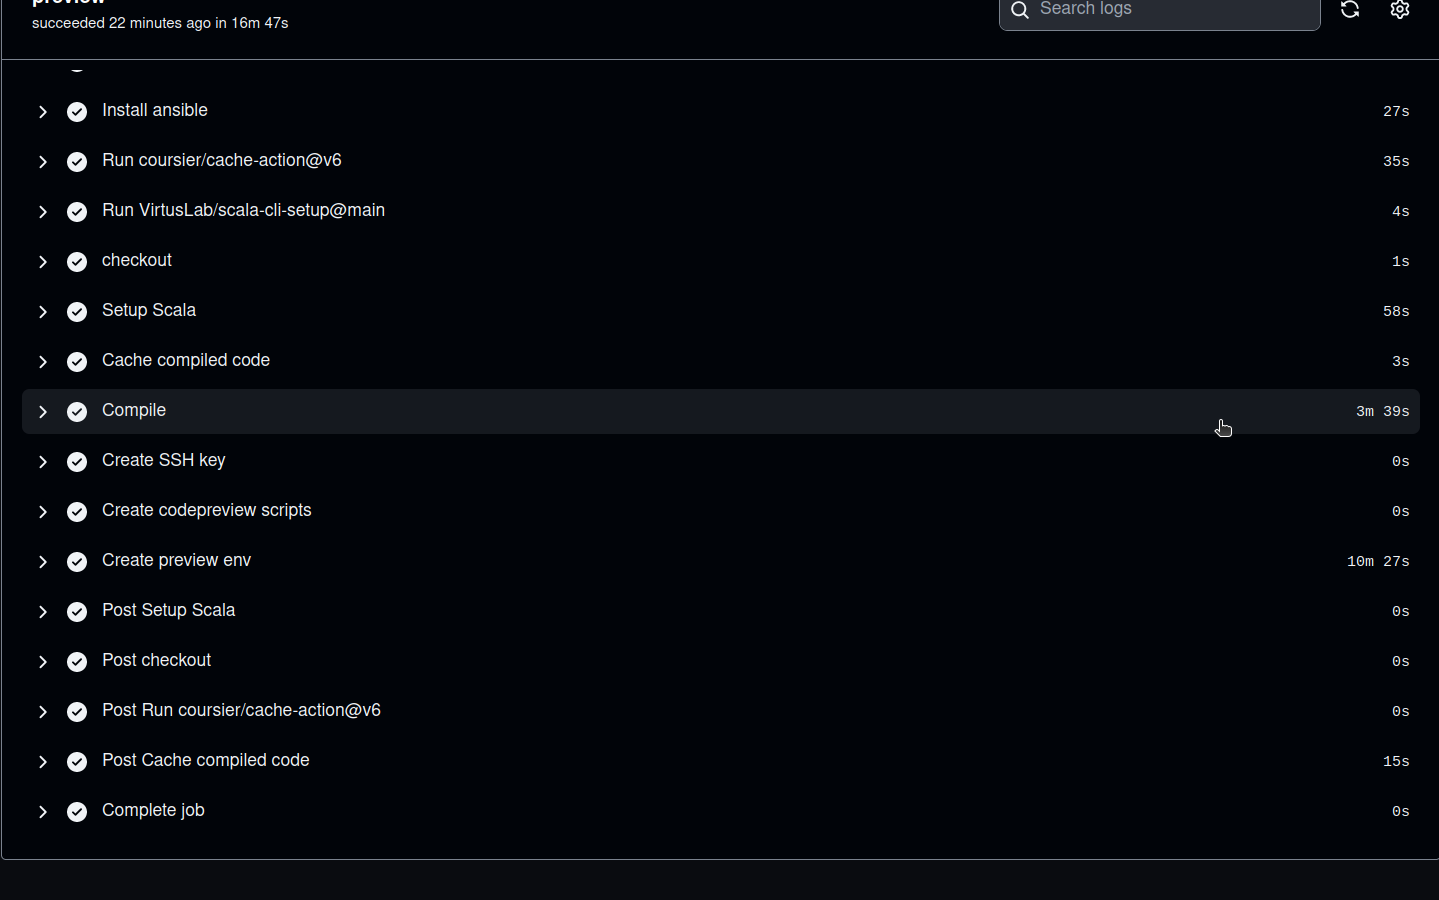 preview
succeeded 22 minutes ago in 16m 47s
Search logs
Install ansible 27s
Run coursier/cache-action@v6 35s
Run VirtusLab/scala-cli-setup@main 4s
checkout 1s
Setup Scala 58s
Cache compiled code 3s
Compile 3m 39s
Create SSH key 0s
Create codepreview scripts 0s
Create preview env 10m 27s
Post Setup Scala 0s
Post checkout 0s
Post Run coursier/cache-action@v6 0s
Post Cache compiled code 15s
Complete job 0s